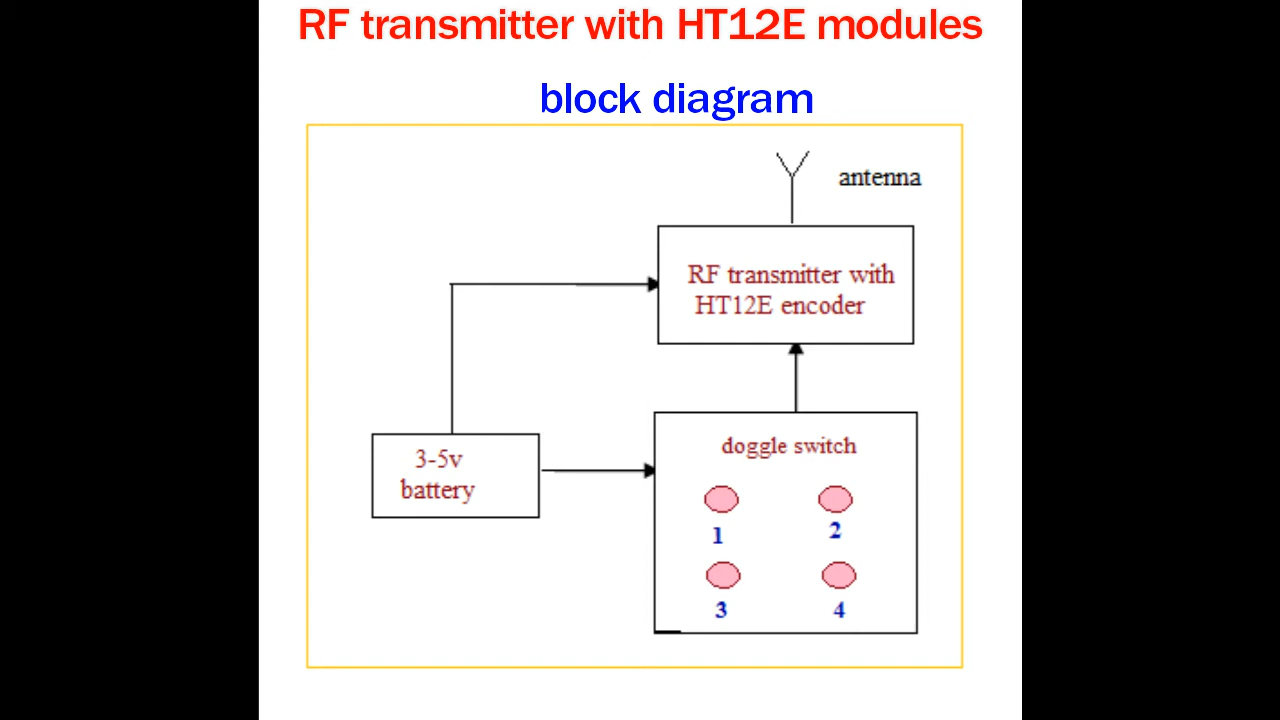 RF transmitter with HT12E modules
block diagram
antenna
RF transmitter with
HT12E encoder
3-5v
battery
doggle switch
1
2
3
4